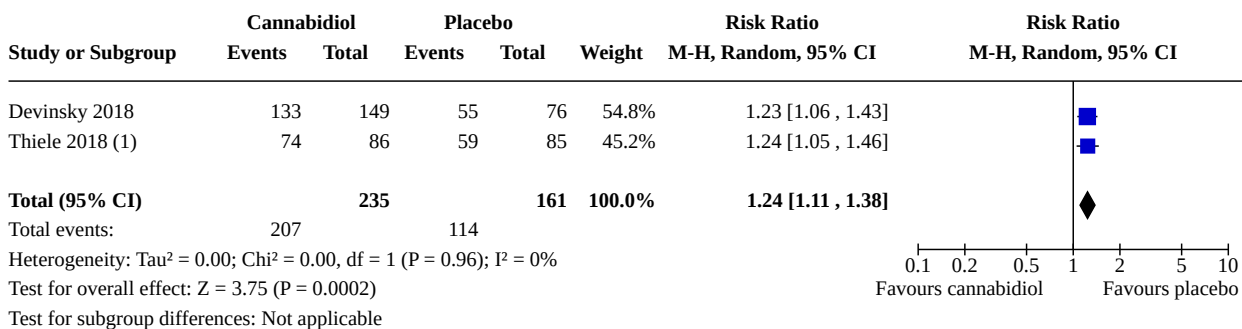 Cannabidiol Placebo Risk Ratio Risk Ratio
Study or Subgroup Events Total Events Total Weight M-H, Random, 95% CI M-H, Random, 95% CI
Devinsky 2018 133 149 55 76 54.8% 1.23 [1.06 , 1.43]
Thiele 2018 (1) 74 86 59 85 45.2% 1.24 [1.05 , 1.46]
Total (95% CI) 235 161 100.0% 1.24 [1.11 , 1.38]
Total events: 207 114
Heterogeneity: Tau² = 0.00; Chi² = 0.00, df = 1 (P = 0.96); I² = 0%
0.1 0.2 0.5 1 2 5 10
Test for overall effect: Z = 3.75 (P = 0.0002) Favours cannabidiol Favours placebo
Test for subgroup differences: Not applicable